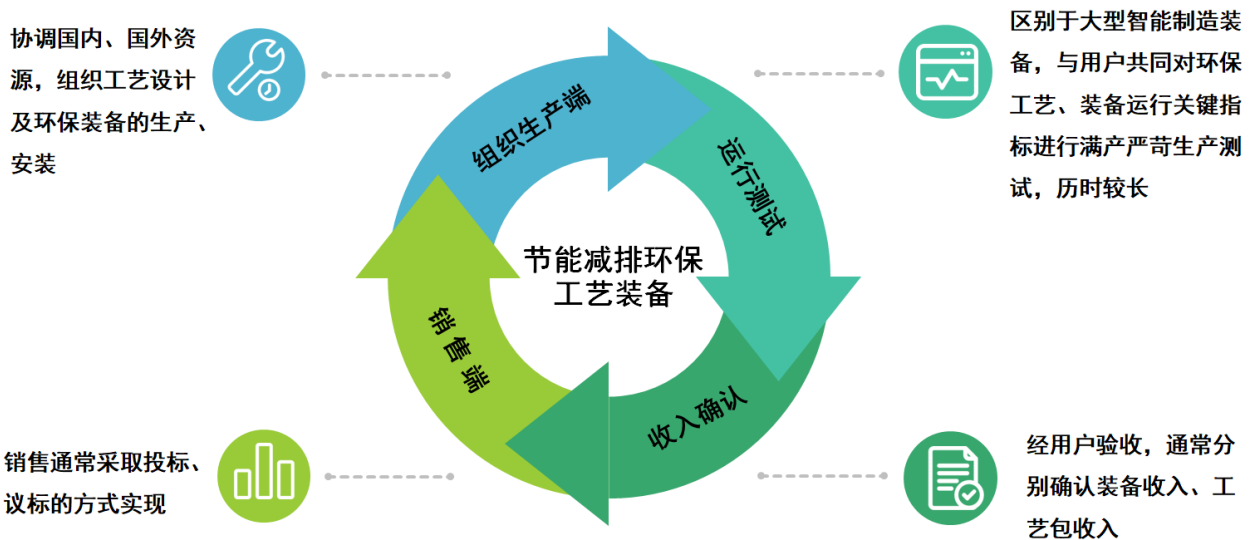 协调国内、国外资
源，组织工艺设计
及环保装备的生产、
安装
组织生产端
区别于大型智能制造装
备，与用户共同对环保
工艺、装备运行关键指
标进行满产严苛生产测
试，历时较长
运行测试
节能减排环保
工艺装备
销售端
收入确认
销售通常采取投标、
议标的方式实现
经用户验收，通常分
别确认装备收入、工
艺包收入